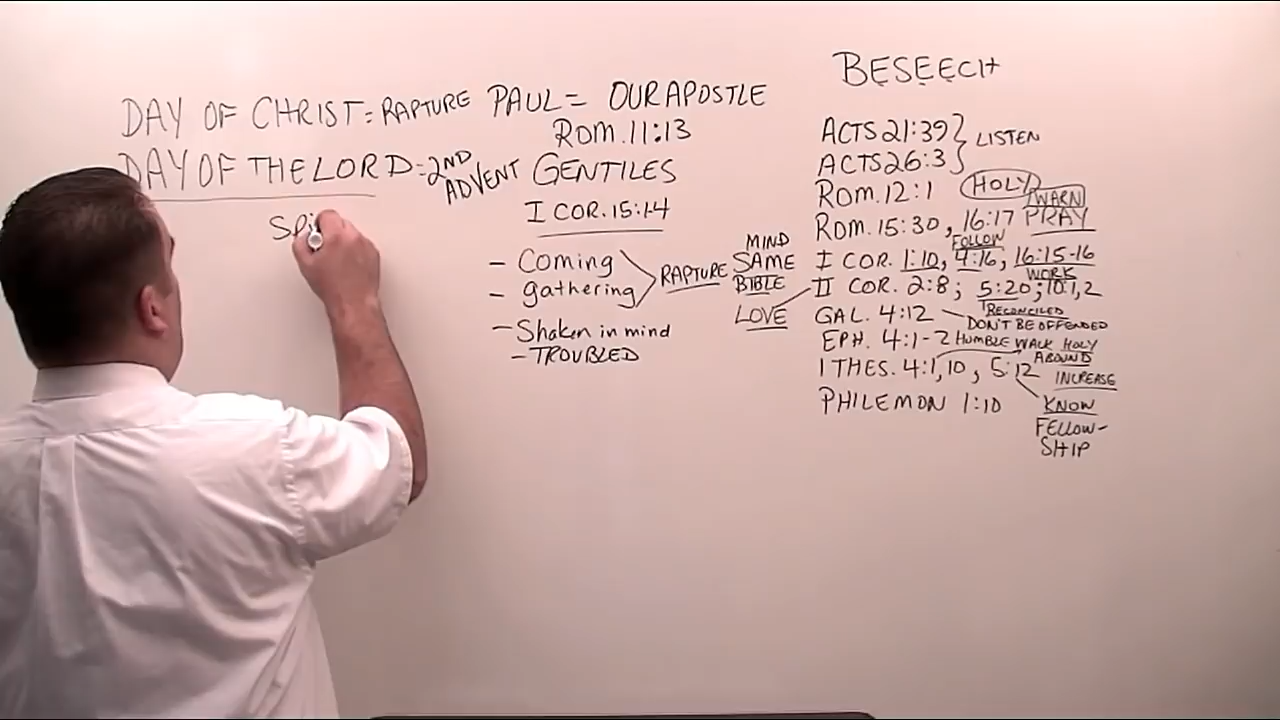 DAY OF CHRIST = RAPTURE
DAY OF THE LORD = 2ND ADVENT
Spi
PAUL = OUR APOSTLE
ROM. 11:13
GENTILES
I COR. 15:1-4
- Coming
- gathering
RAPTURE
- Shaken in mind
- TROUBLED
MIND
SAME
BIBLE
LOVE
BESEECH
ACTS 21:39
ACTS 26:3
LISTEN
ROM. 12:1 HOLY
WARN
ROM. 15:30, 16:17 PRAY
FOLLOW
I COR. 1:10, 4:16, 16:15-16
WORK
II COR. 2:8; 5:20; 10:1,2
RECONCILED
GAL. 4:12 DON'T BE OFFENDED
EPH. 4:1-2 HUMBLE WALK HOLY
ABOUND
I THES. 4:1,10, 5:12 INCREASE
PHILEMON 1:10 KNOW
FELLOW-
SHIP